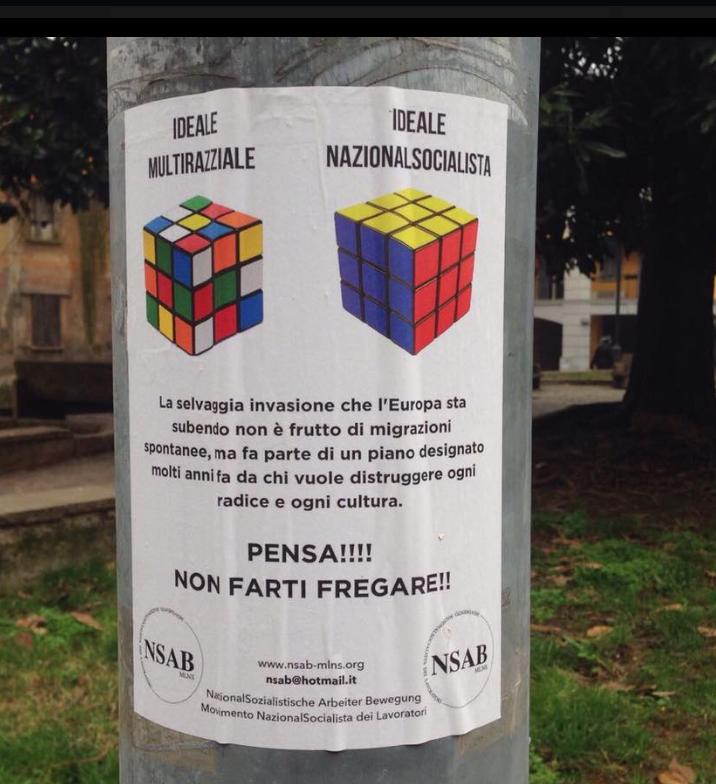 IDEALE
MULTIRAZZIALE
IDEALE
NAZIONALSOCIALISTA
La selvaggia invasione che l'Europa sta
subendo non è frutto di migrazioni
spontanee, ma fa parte di un piano designato
molti anni fa da chi vuole distruggere ogni
radice e ogni cultura.
PENSA!!!!
NON FARTI FREGARE!!
NSAB
MLNS
www.nsab-mlns.org
nsab@hotmail.it
NationalSozialistische Arbeiter Bewegung
Movimento NazionalSocialista dei Lavoratori
NSAB
MLNS